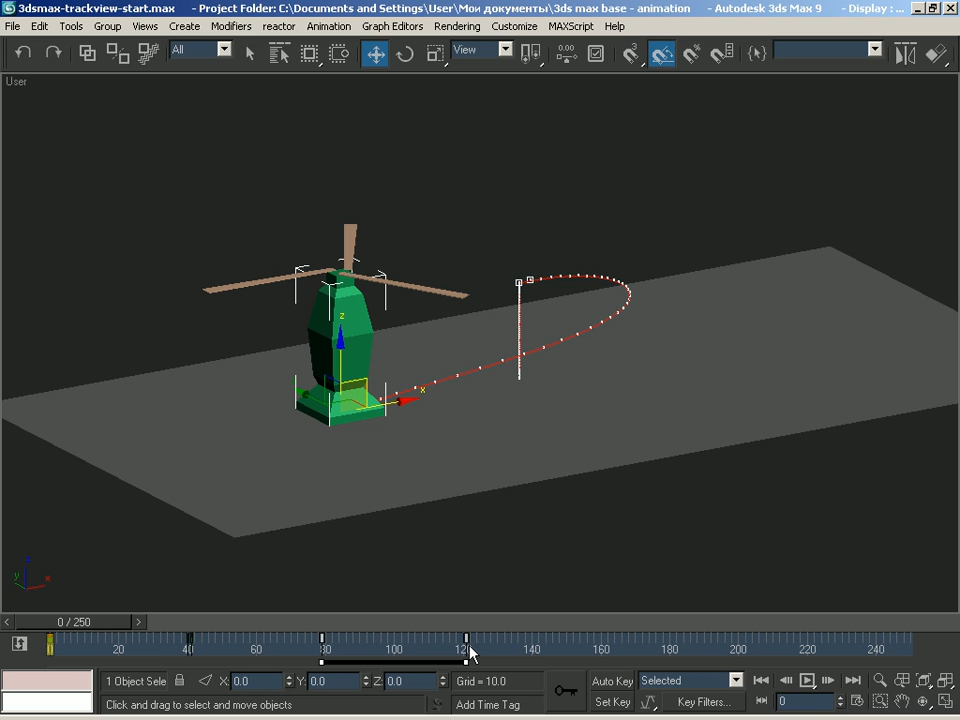 3dsmax-trackview-start.max - Project Folder: C:\Documents and Settings\User\Мои документы\3ds max base - animation - Autodesk 3ds Max 9 - Display : ...
File Edit Tools Group Views Create Modifiers reactor Animation Graph Editors Rendering Customize MAXScript Help
All View 0.00
User
z
x
z
y x
< 0 / 250 >
20 40 60 80 100 120 140 160 180 200 220 240
1 Object Sele X: 0.0 Y: 0.0 Z: 0.0 Grid = 10.0 Auto Key Selected
Click and drag to select and move objects Add Time Tag Set Key Key Filters... 0